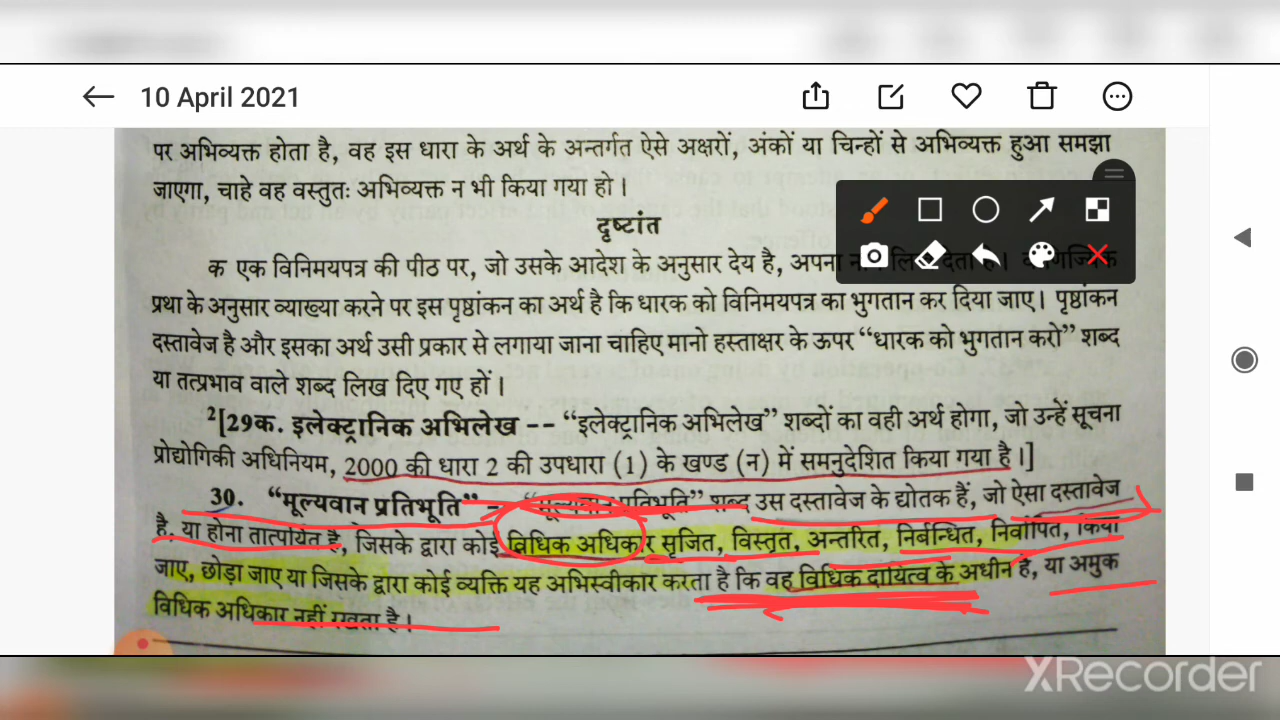 10 April 2021
पर अभिव्यक्त होता है, वह इस धारा के अर्थ के अन्तर्गत ऐसे अक्षरों, अंकों या चिन्हों से अभिव्यक्त हुआ समझा
जाएगा, चाहे वह वस्तुतः अभिव्यक्त न भी किया गया हो।
दृष्टांत
क एक विनिमयपत्र की पीठ पर, जो उसके आदेश के अनुसार देय है, अपना
प्रथा के अनुसार व्याख्या करने पर इस पृष्ठांकन का अर्थ है कि धारक को विनिमयपत्र का भुगतान कर दिया जाए। पृष्ठांकन
दस्तावेज है और इसका अर्थ उसी प्रकार से लगाया जाना चाहिए मानो हस्ताक्षर के ऊपर “धारक को भुगतान करो” शब्द
या तत्प्रभाव वाले शब्द लिख दिए गए हों।
2[29क. इलेक्ट्रानिक अभिलेख -- “इलेक्ट्रानिक अभिलेख” शब्दों का वही अर्थ होगा, जो उन्हें सूचना
प्रोद्योगिकी अधिनियम, 2000 की धारा 2 की उपधारा (1) के खण्ड (न) में समनुदेशित किया गया है।]
30. “मूल्यवान प्रतिभूति” -- “मूल्यवान प्रतिभूति” शब्द उस दस्तावेज के द्योतक हैं, जो ऐसा दस्तावेज
है, या होना तात्पर्यित है, जिसके द्वारा कोई विधिक अधिकार सृजित, विस्तृत, अन्तरित, निर्बन्धित, निर्वापित, किया
जाए, छोड़ा जाए या जिसके द्वारा कोई व्यक्ति यह अभिस्वीकार करता है कि वह विधिक दायित्व के अधीन है, या अमुक
विधिक अधिकार नहीं रखता है।
XRecorder